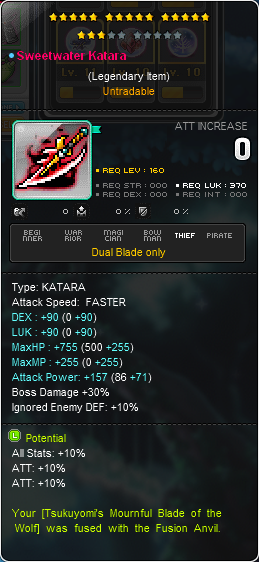 Sweetwater Katara
(Legendary Item)
Untradable
ATT INCREASE
0
REQ LEV : 160
REQ STR : 000 REQ LUK : 370
REQ DEX : 000 REQ INT : 000
0 0 % 0 %
BEGINNER WARRIOR MAGICIAN BOWMAN THIEF PIRATE
Dual Blade only
Type: KATARA
Attack Speed: FASTER
DEX : +90 (0 +90)
LUK : +90 (0 +90)
MaxHP : +755 (500 +255)
MaxMP : +255 (0 +255)
Attack Power: +157 (86 +71)
Boss Damage +30%
Ignored Enemy DEF: +10%
L Potential
All Stats: +10%
ATT: +10%
ATT: +10%
Your [Tsukuyomi's Mournful Blade of the
Wolf] was fused with the Fusion Anvil.